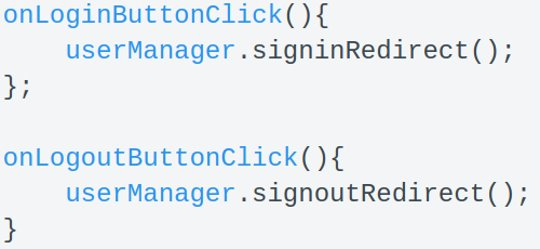 onLoginButtonClick(){
    userManager.signinRedirect();
};

onLogoutButtonClick(){
    userManager.signoutRedirect();
}